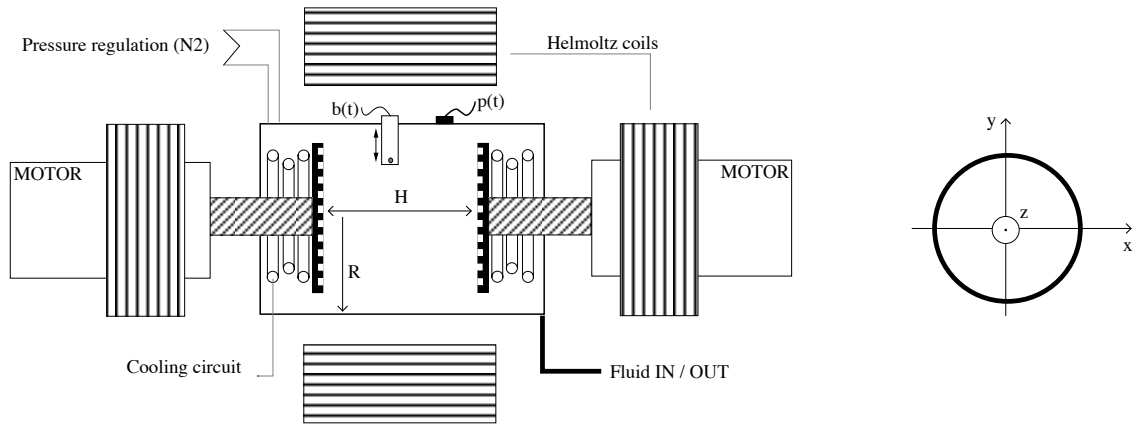 Pressure regulation (N2)
Helmoltz coils
b(t)
p(t)
MOTOR
MOTOR
H
R
Cooling circuit
Fluid IN / OUT
y
z
x